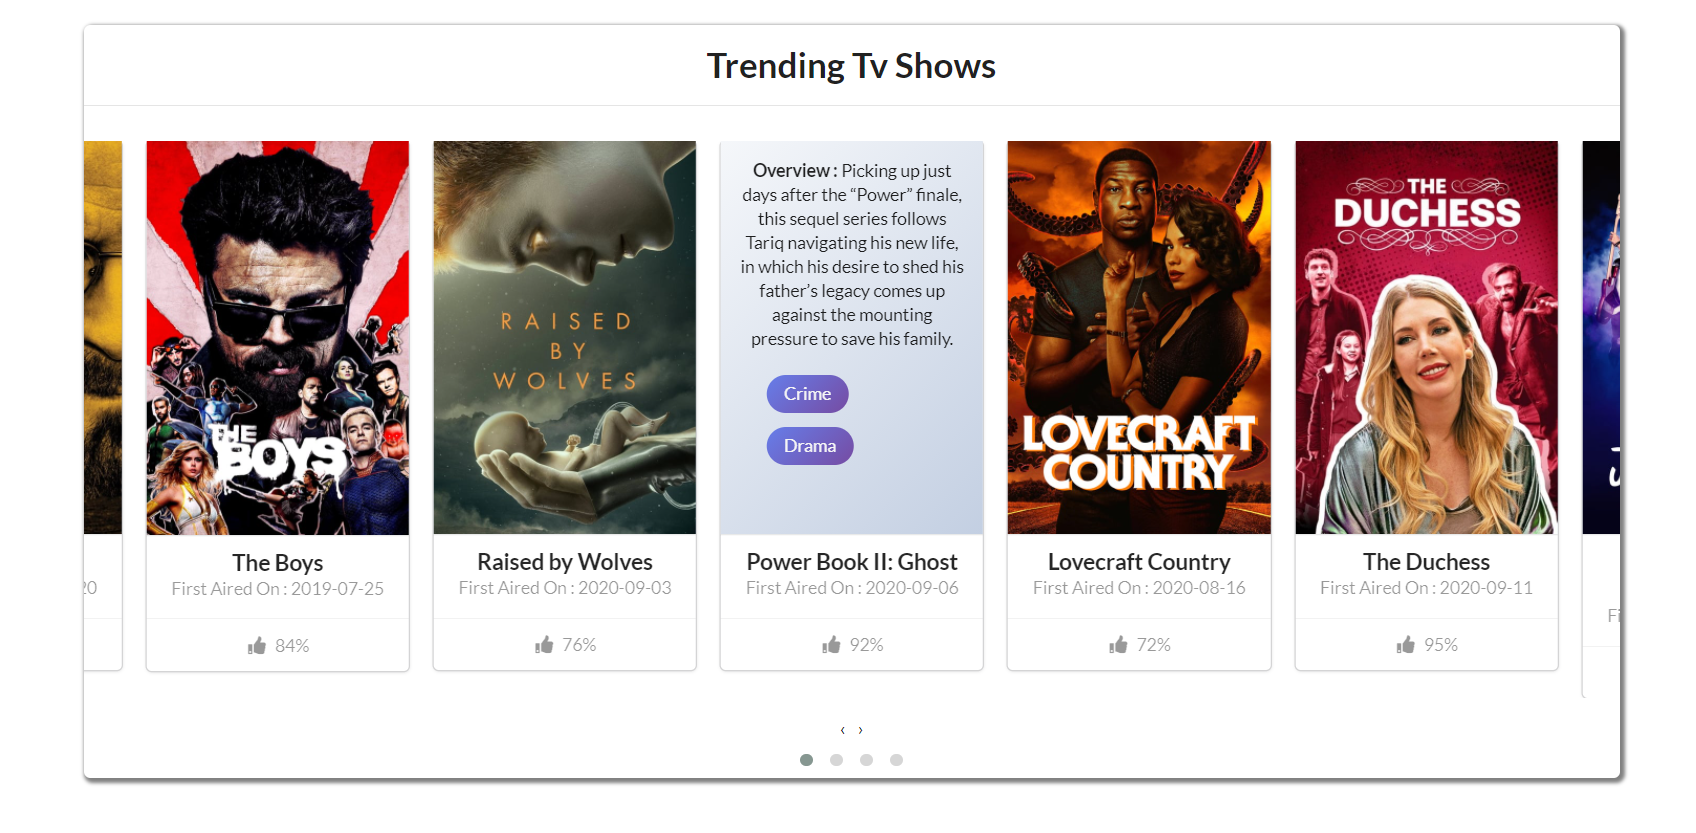 Trending Tv Shows
THE
BOYS
The Boys
First Aired On : 2019-07-25
84%
RAISED
BY
WOLVES
Raised by Wolves
First Aired On : 2020-09-03
76%
Overview : Picking up just
days after the “Power” finale,
this sequel series follows
Tariq navigating his new life,
in which his desire to shed his
father’s legacy comes up
against the mounting
pressure to save his family.
Crime
Drama
Power Book II: Ghost
First Aired On : 2020-09-06
92%
LOVECRAFT
COUNTRY
Lovecraft Country
First Aired On : 2020-08-16
72%
THE
DUCHESS
The Duchess
First Aired On : 2020-09-11
95%
‹ ›